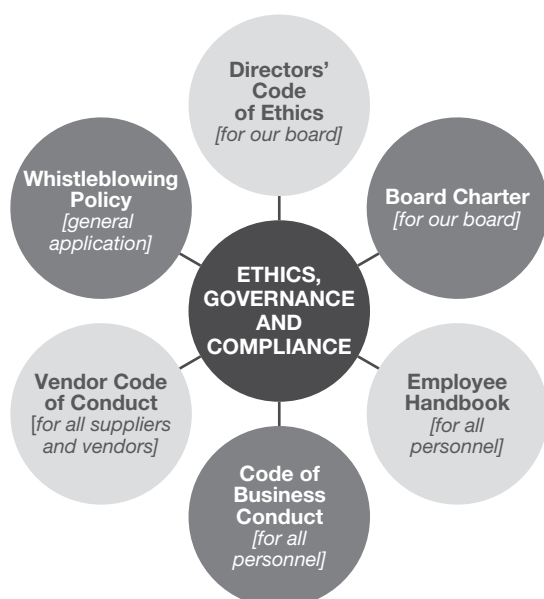 Directors'
Code
of Ethics
[for our board]
Whistleblowing
Policy
[general
application]
Board Charter
[for our board]
ETHICS,
GOVERNANCE
AND
COMPLIANCE
Vendor Code
of Conduct
[for all suppliers
and vendors]
Employee
Handbook
[for all
personnel]
Code of
Business
Conduct
[for all
personnel]